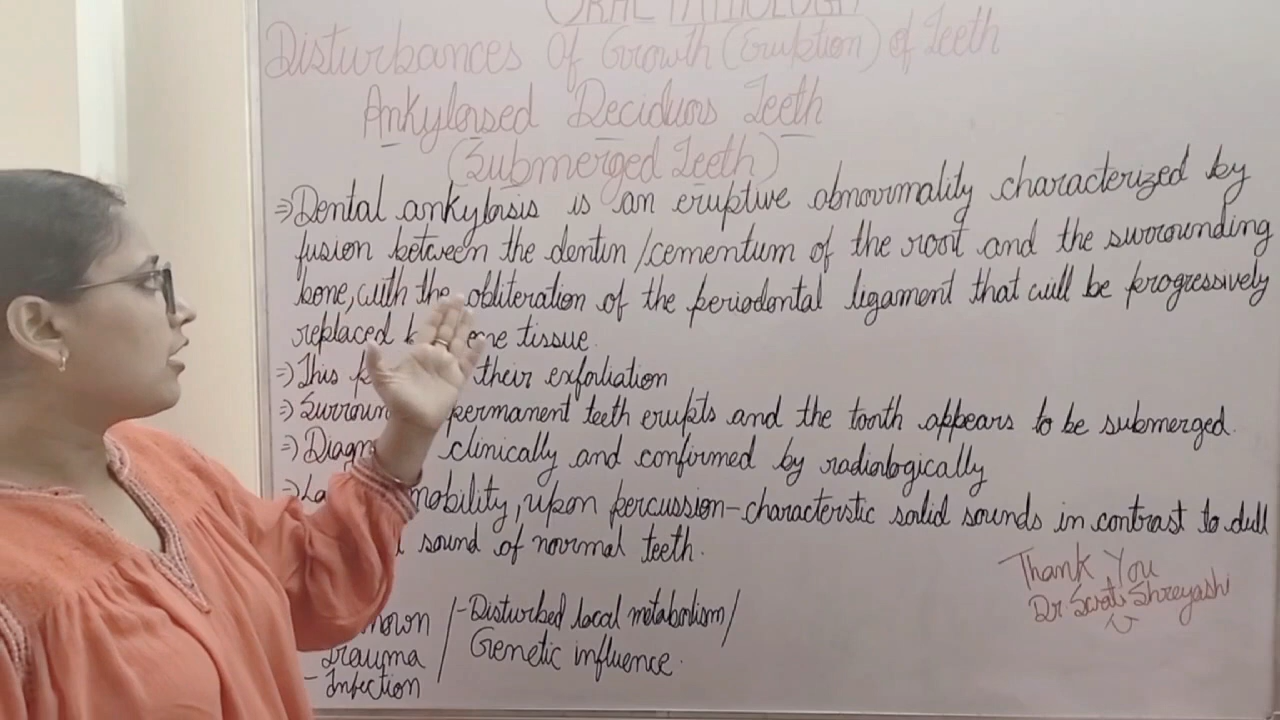 ORAL PATHOLOGY
Disturbances Of Growth (Eruption) of Teeth
Ankylosed Deciduos Teeth
(Submerged Teeth)
⇒ Dental ankylosis is an eruptive abnormality characterized by
fusion between the dentin / cementum of the root and the surrounding
bone, with the obliteration of the periodontal ligament that will be progressively
replaced tissue.
⇒ This their exfoliation
⇒ permanent teeth erupts and the tooth appears to be submerged.
⇒ clinically and confirmed by radiologically
⇒ mobility, upon percussion - characterstic solid sounds in contrast to dull
sound of normal teeth.
Thank You
Dr. Swati Shreyashi
/ - Disturbed local metabolism /
Trauma / Genetic influence.
- Infection